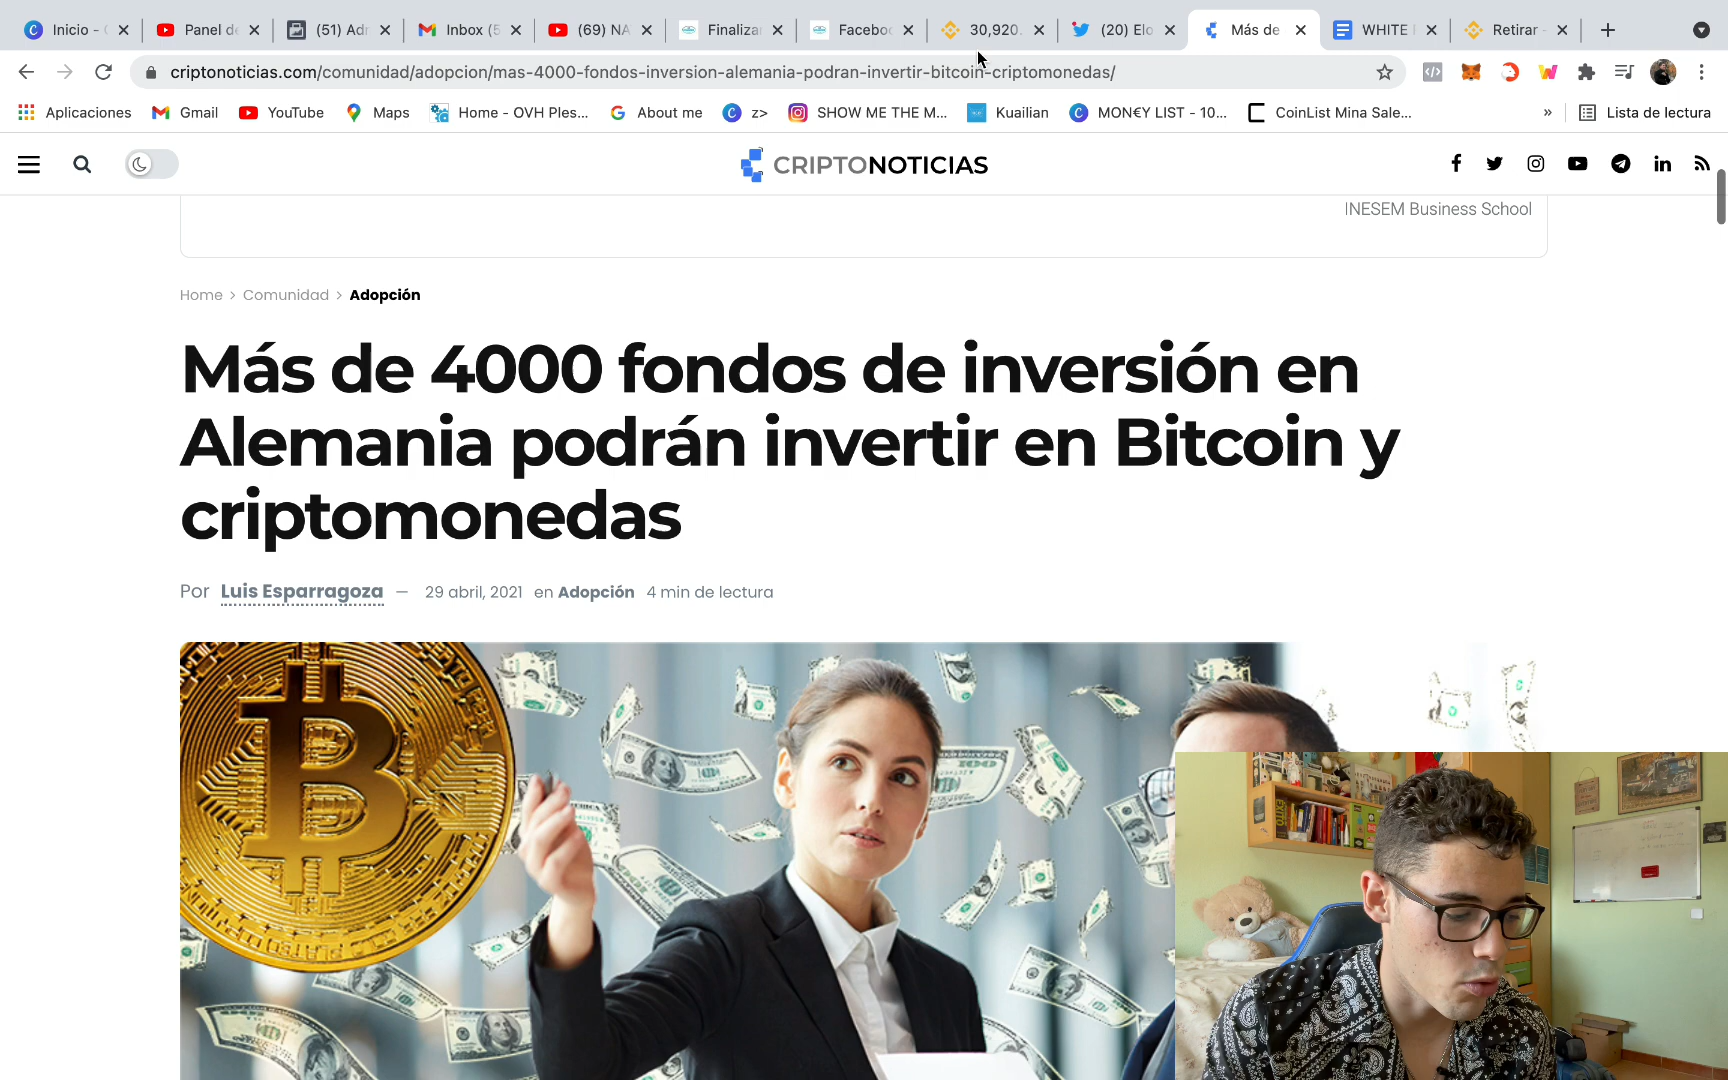 Inicio -
Panel de
(51) Adr
Inbox (5
(69) NA
Finaliza
Faceboo
30,920.
(20) Elo
Más de
WHITE
Retirar -
criptonoticias.com/comunidad/adopcion/mas-4000-fondos-inversion-alemania-podran-invertir-bitcoin-criptomonedas/
Aplicaciones
Gmail
YouTube
Maps
Home - OVH Ples...
About me
z>
SHOW ME THE M...
Kuailian
MON€Y LIST - 10...
CoinList Mina Sale...
»
Lista de lectura
CRIPTONOTICIAS
INESEM Business School
Home > Comunidad > Adopción
Más de 4000 fondos de inversión en
Alemania podrán invertir en Bitcoin y
criptomonedas
Por Luis Esparragoza — 29 abril, 2021 en Adopción 4 min de lectura